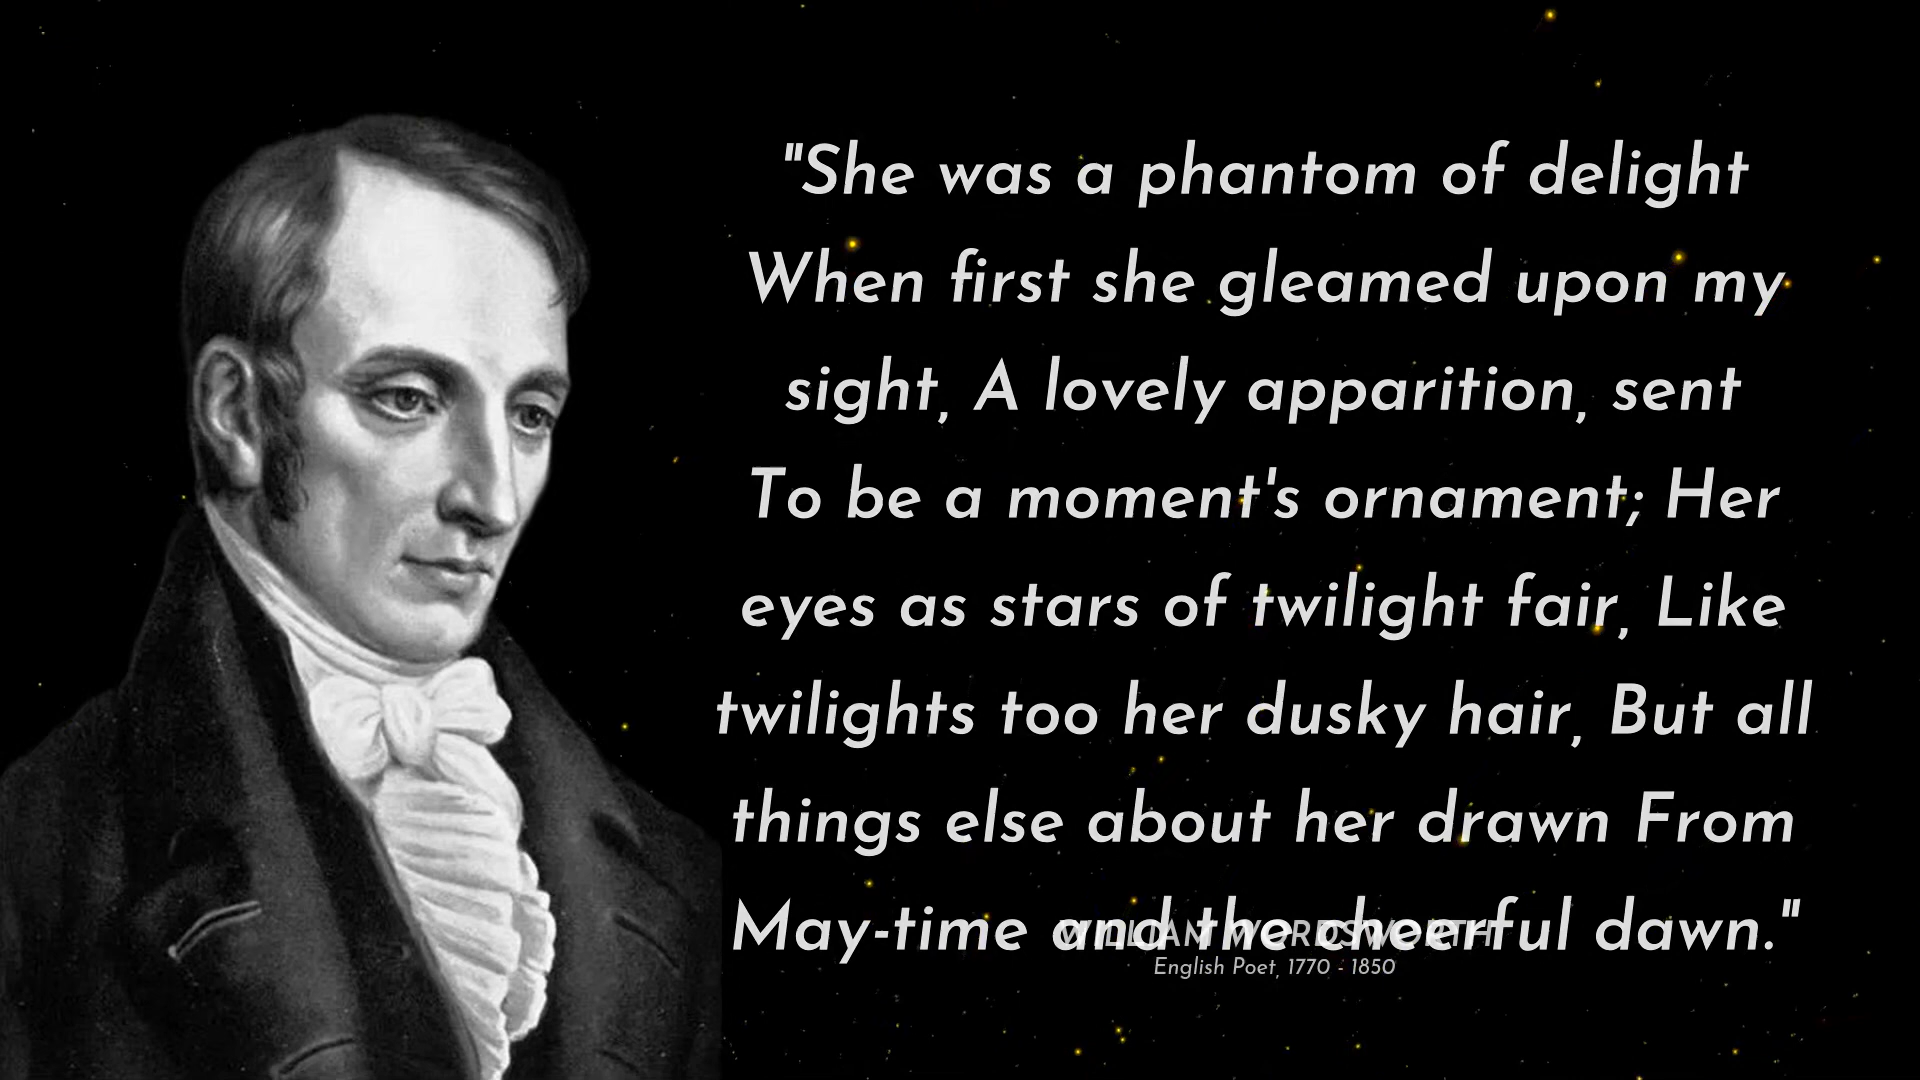 "She was a phantom of delight
When first she gleamed upon my
sight, A lovely apparition, sent
To be a moment's ornament; Her
eyes as stars of twilight fair, Like
twilights too her dusky hair, But all
things else about her drawn From
May-time and the cheerful dawn."
WILLIAM WORDSWORTH
English Poet, 1770 - 1850